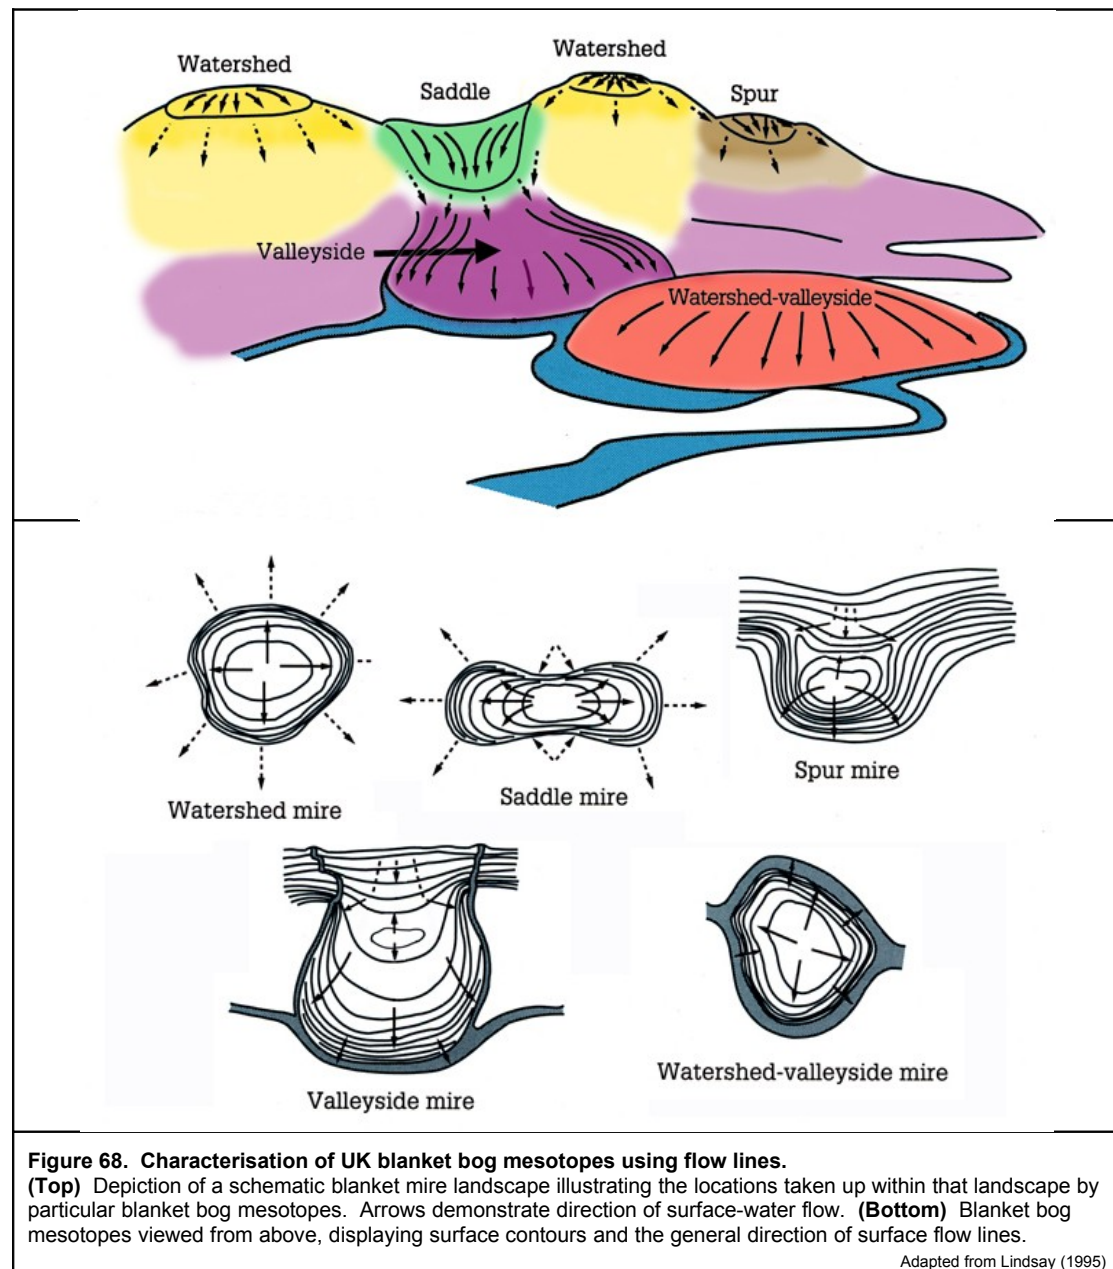 Watershed
Watershed
Saddle
Spur
Valleyside
Watershed-valleyside
Watershed mire
Saddle mire
Spur mire
Valleyside mire
Watershed-valleyside mire
Figure 68. Characterisation of UK blanket bog mesotopes using flow lines.
(Top) Depiction of a schematic blanket mire landscape illustrating the locations taken up within that landscape by
particular blanket bog mesotopes. Arrows demonstrate direction of surface-water flow. (Bottom) Blanket bog
mesotopes viewed from above, displaying surface contours and the general direction of surface flow lines.
Adapted from Lindsay (1995)